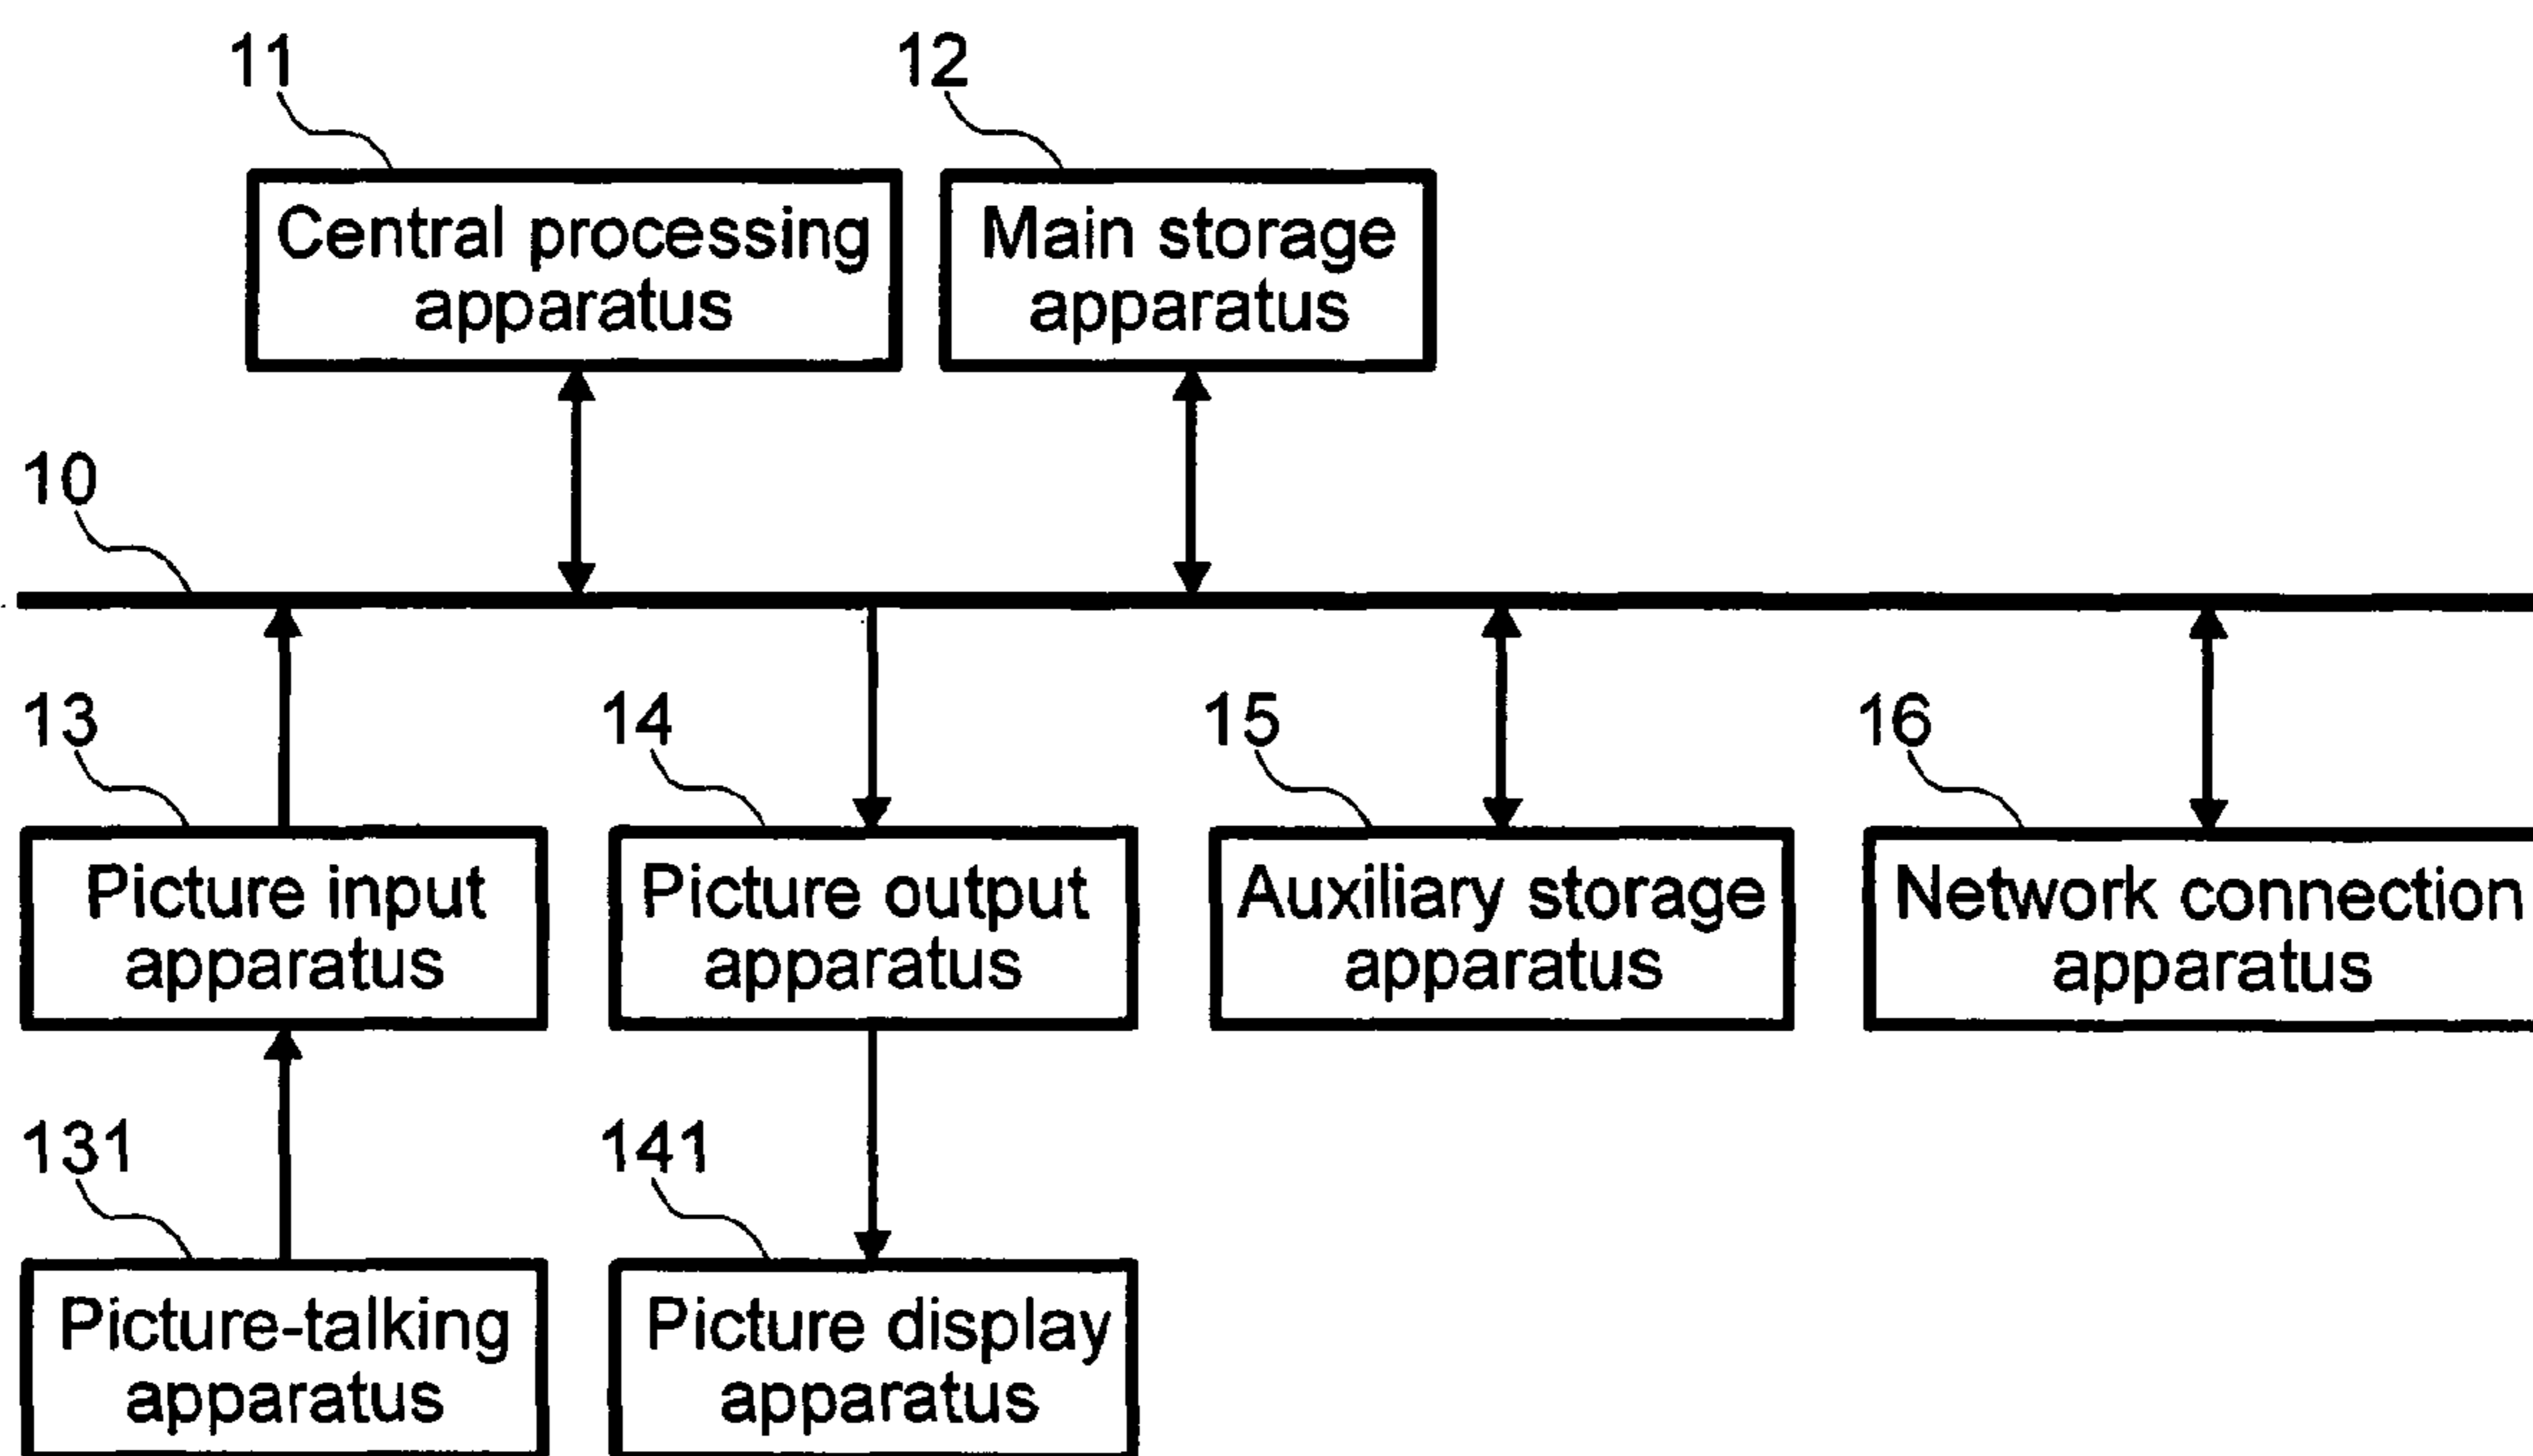 11
12
Central processing
apparatus
Main storage
apparatus
10
13
14
15
16
Picture input
apparatus
Picture output
apparatus
Auxiliary storage
apparatus
Network connection
apparatus
131
141
Picture-talking
apparatus
Picture display
apparatus